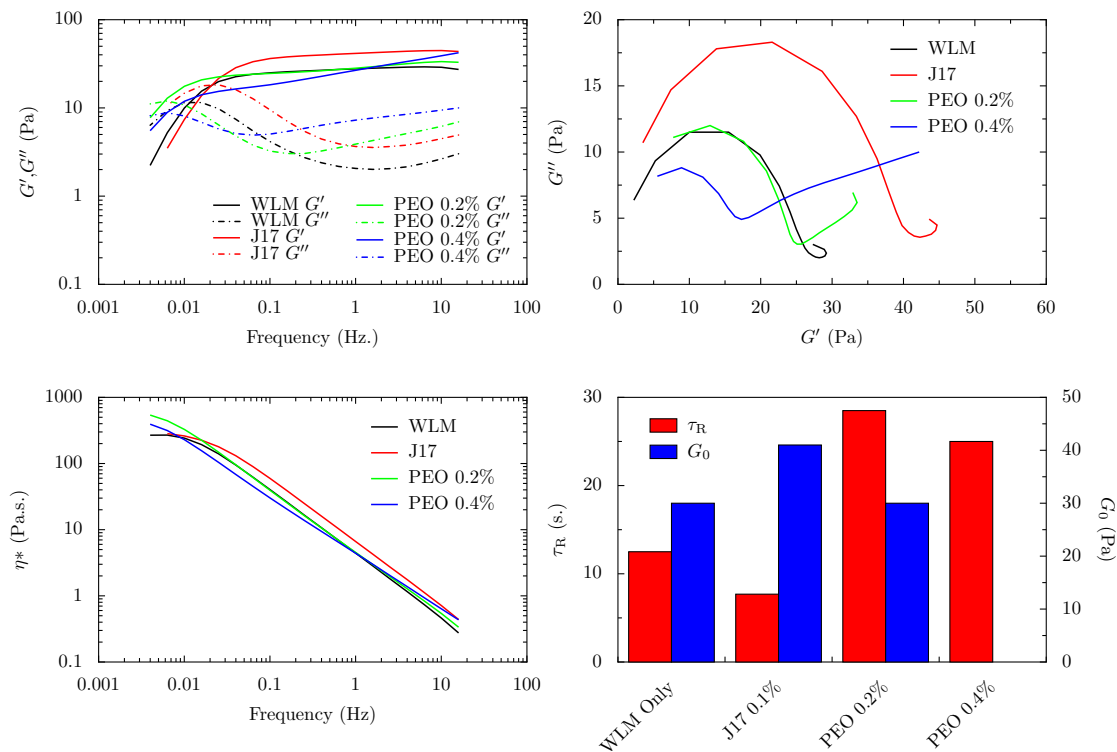 100
10
1
0.1
0.001
0.01
0.1
1
10
100
G′,G″ (Pa)
Frequency (Hz.)
WLM G′
WLM G″
J17 G′
J17 G″
PEO 0.2% G′
PEO 0.2% G″
PEO 0.4% G′
PEO 0.4% G″
20
15
10
5
0
0
10
20
30
40
50
60
G″ (Pa)
G′ (Pa)
WLM
J17
PEO 0.2%
PEO 0.4%
1000
100
10
1
0.1
0.001
0.01
0.1
1
10
100
η* (Pa.s.)
Frequency (Hz)
WLM
J17
PEO 0.2%
PEO 0.4%
30
20
10
0
τR (s.)
τR
G0
50
40
30
20
10
0
G0 (Pa)
WLM Only
J17 0.1%
PEO 0.2%
PEO 0.4%